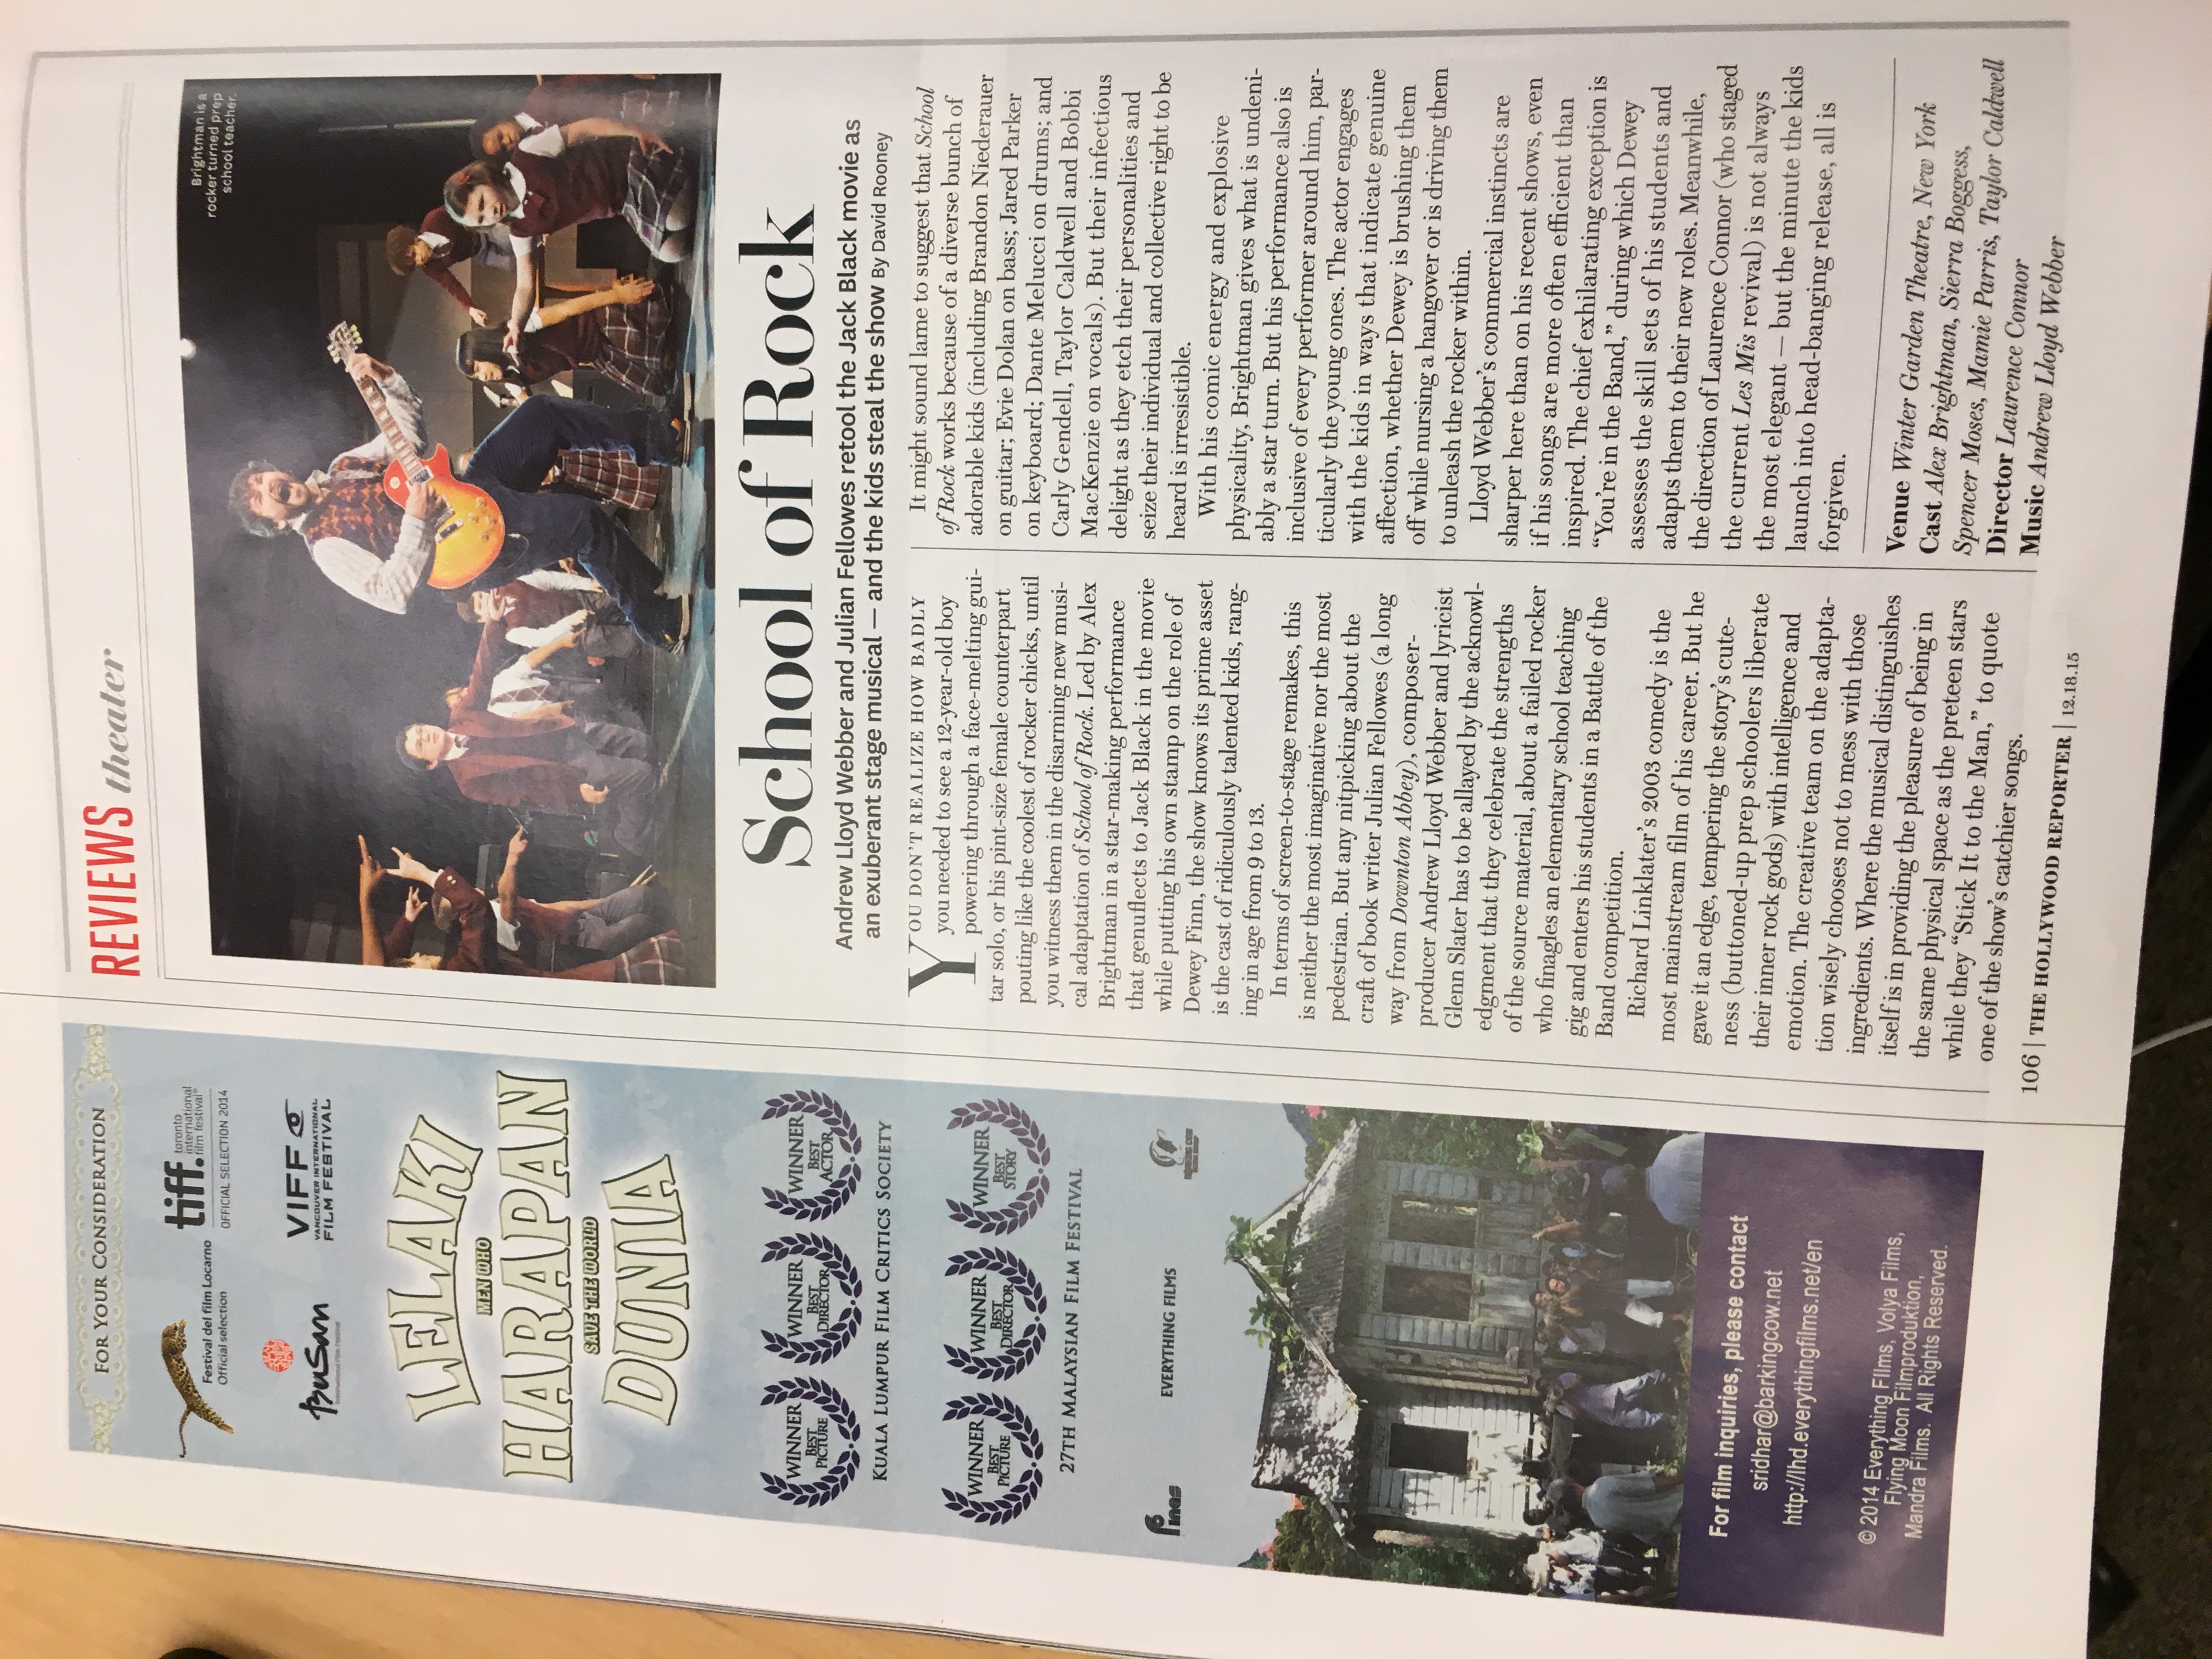 FOR YOUR CONSIDERATION
Festival del film Locarno
Official selection
tiff.
toronto
international
film festival
OFFICIAL SELECTION 2014
BUSAN
International Film Festival
VIFF
VANCOUVER INTERNATIONAL
FILM FESTIVAL
LELAKI
MEN WHO
HARAPAN
SAVE THE WORLD
DUNIA
WINNER
BEST
PICTURE
WINNER
BEST
DIRECTOR
WINNER
BEST
ACTOR
KUALA LUMPUR FILM CRITICS SOCIETY
WINNER
BEST
PICTURE
WINNER
BEST
DIRECTOR
WINNER
BEST
STORY
27TH MALAYSIAN FILM FESTIVAL
Finas
EVERYTHING FILMS
For film inquiries, please contact
sridhar@barkingcow.net
http://lhd.everythingfilms.net/en
© 2014 Everything FIlms, Volya Films,
Flying Moon Filmproduktion,
Mandra Films. All Rights Reserved.
REVIEWS theater
Brightman is a
rocker turned prep
school teacher.
School of Rock
Andrew Lloyd Webber and Julian Fellowes retool the Jack Black movie as
an exuberant stage musical — and the kids steal the show By David Rooney
YOU DON'T REALIZE HOW BADLY
you needed to see a 12-year-old boy
powering through a face-melting gui-
tar solo, or his pint-size female counterpart
pouting like the coolest of rocker chicks, until
you witness them in the disarming new musi-
cal adaptation of School of Rock. Led by Alex
Brightman in a star-making performance
that genuflects to Jack Black in the movie
while putting his own stamp on the role of
Dewey Finn, the show knows its prime asset
is the cast of ridiculously talented kids, rang-
ing in age from 9 to 13.
In terms of screen-to-stage remakes, this
is neither the most imaginative nor the most
pedestrian. But any nitpicking about the
craft of book writer Julian Fellowes (a long
way from Downton Abbey), composer-
producer Andrew Lloyd Webber and lyricist
Glenn Slater has to be allayed by the acknowl-
edgment that they celebrate the strengths
of the source material, about a failed rocker
who finagles an elementary school teaching
gig and enters his students in a Battle of the
Band competition.
Richard Linklater's 2003 comedy is the
most mainstream film of his career. But he
gave it an edge, tempering the story's cute-
ness (buttoned-up prep schoolers liberate
their inner rock gods) with intelligence and
emotion. The creative team on the adapta-
tion wisely chooses not to mess with those
ingredients. Where the musical distinguishes
itself is in providing the pleasure of being in
the same physical space as the preteen stars
while they “Stick It to the Man,” to quote
one of the show's catchier songs.
It might sound lame to suggest that School
of Rock works because of a diverse bunch of
adorable kids (including Brandon Niederauer
on guitar; Evie Dolan on bass; Jared Parker
on keyboard; Dante Melucci on drums; and
Carly Gendell, Taylor Caldwell and Bobbi
MacKenzie on vocals). But their infectious
delight as they etch their personalities and
seize their individual and collective right to be
heard is irresistible.
With his comic energy and explosive
physicality, Brightman gives what is undeni-
ably a star turn. But his performance also is
inclusive of every performer around him, par-
ticularly the young ones. The actor engages
with the kids in ways that indicate genuine
affection, whether Dewey is brushing them
off while nursing a hangover or is driving them
to unleash the rocker within.
Lloyd Webber's commercial instincts are
sharper here than on his recent shows, even
if his songs are more often efficient than
inspired. The chief exhilarating exception is
“You're in the Band,” during which Dewey
assesses the skill sets of his students and
adapts them to their new roles. Meanwhile,
the direction of Laurence Connor (who staged
the current Les Mis revival) is not always
the most elegant — but the minute the kids
launch into head-banging release, all is
forgiven.
Venue Winter Garden Theatre, New York
Cast Alex Brightman, Sierra Boggess,
Spencer Moses, Mamie Parris, Taylor Caldwell
Director Laurence Connor
Music Andrew Lloyd Webber
106 | THE HOLLYWOOD REPORTER | 12.18.15